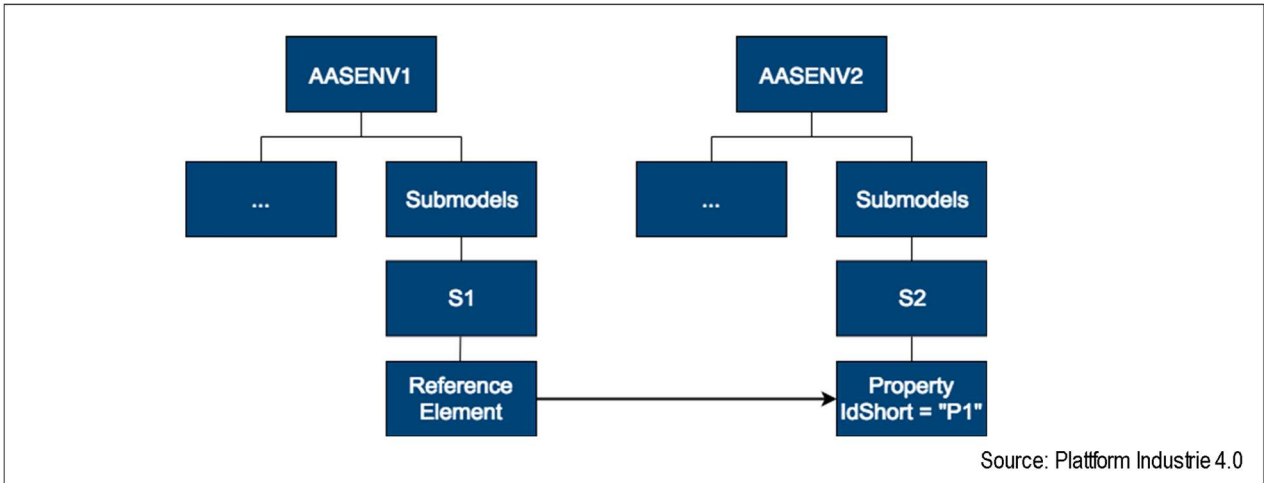 AASENV1
AASENV2
...
Submodels
...
Submodels
S1
S2
Reference
Element
Property
IdShort = "P1"
Source: Plattform Industrie 4.0